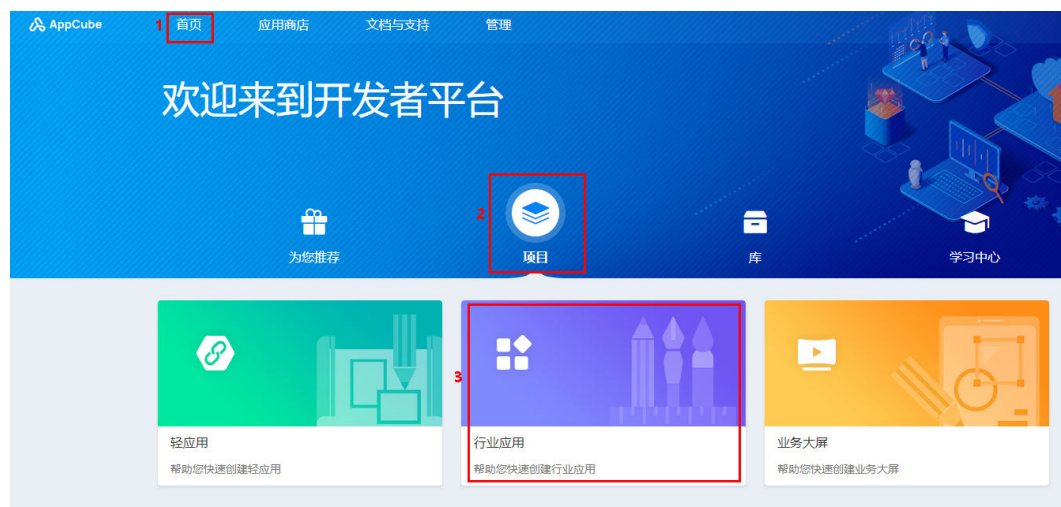 AppCube 1 首页 应用商店 文档与支持 管理
欢迎来到开发者平台
2
为您推荐 项目 库 学习中心
3
轻应用 行业应用 业务大屏
帮助您快速创建轻应用 帮助您快速创建行业应用 帮助您快速创建业务大屏